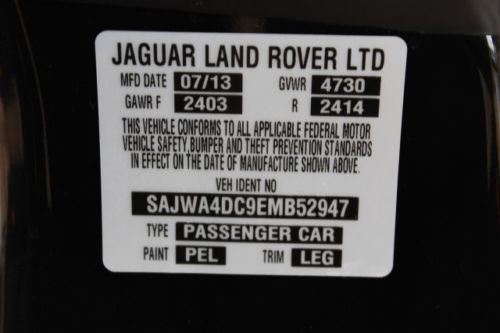 JAGUAR LAND ROVER LTD
MFD DATE 07/13 GVWR 4730
GAWR F 2403 R 2414
THIS VEHICLE CONFORMS TO ALL APPLICABLE FEDERAL MOTOR
VEHICLE SAFETY, BUMPER AND THEFT PREVENTION STANDARDS
IN EFFECT ON THE DATE OF MANUFACTURE SHOWN ABOVE.
VEH IDENT NO
SAJWA4DC9EMB52947
TYPE PASSENGER CAR
PAINT PEL TRIM LEG